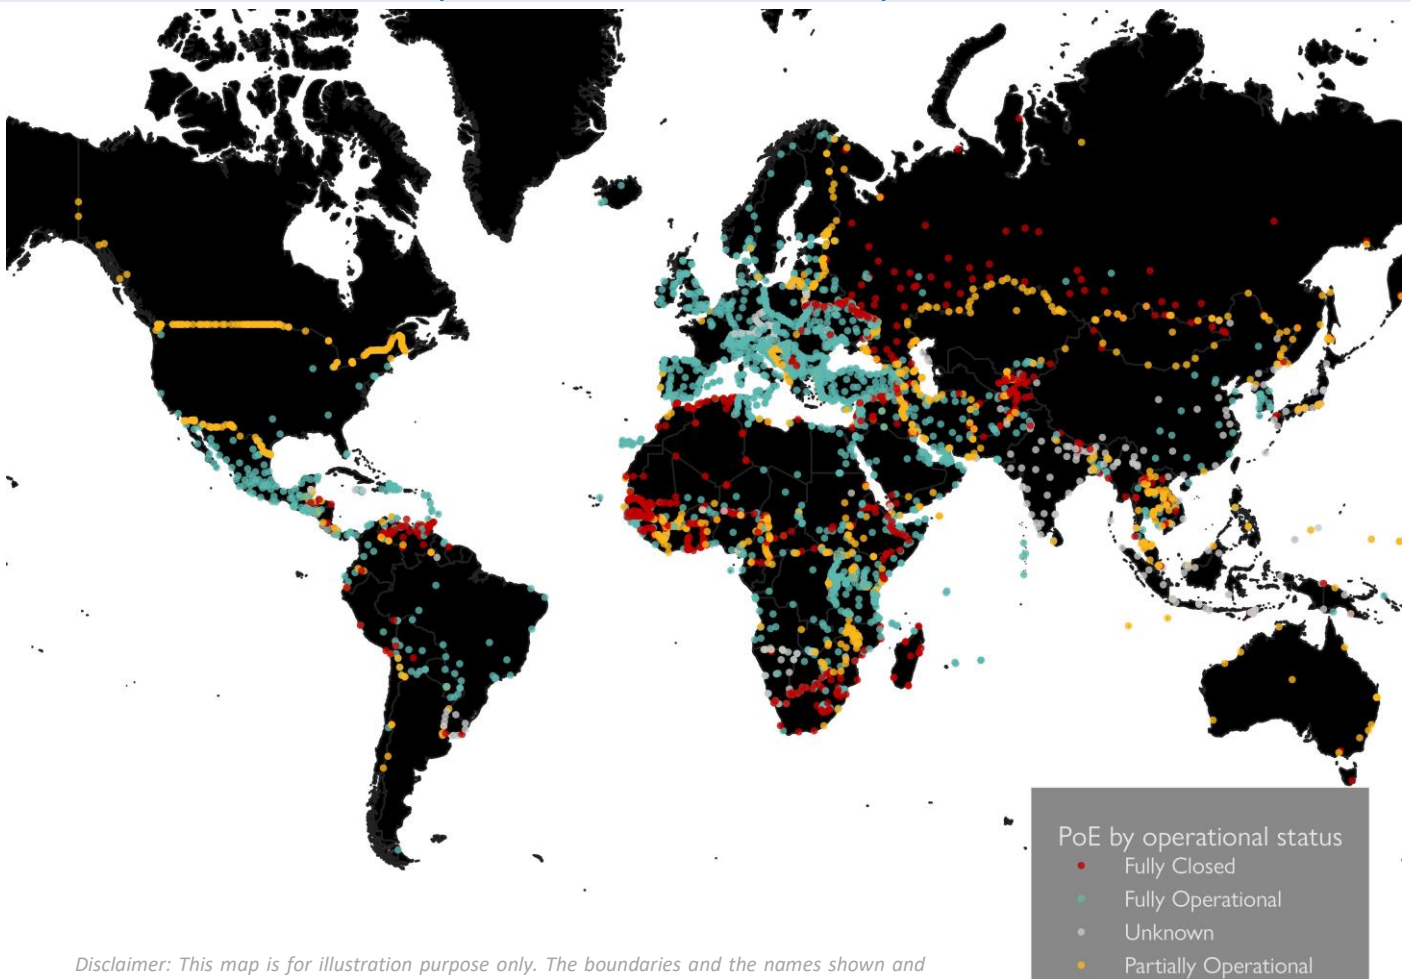 PoE by operational status
Fully Closed
Fully Operational
Unknown
Partially Operational
Disclaimer: This map is for illustration purpose only. The boundaries and the names shown and